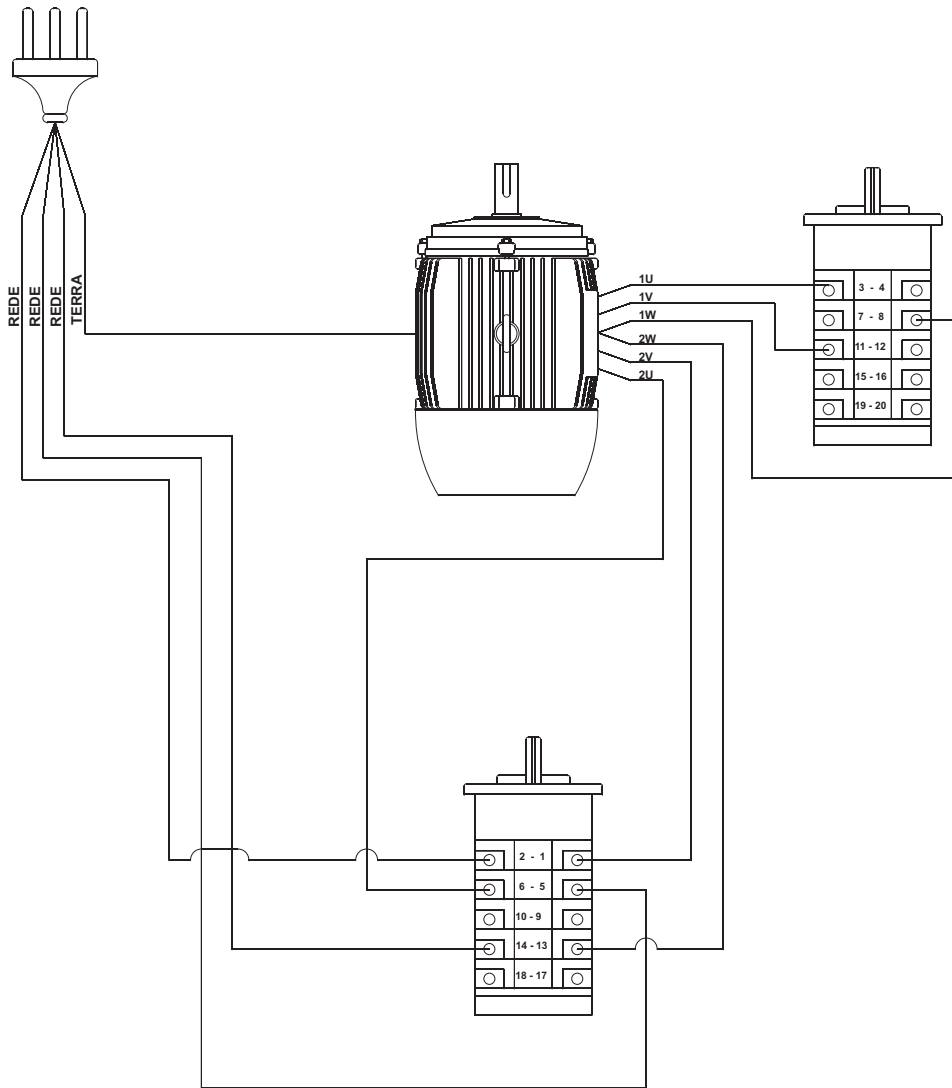 REDE
REDE
REDE
TERRA
1U
1V
1W
2W
2V
2U
3 - 4
7 - 8
11 - 12
15 - 16
19 - 20
2 - 1
6 - 5
10 - 9
14 - 13
18 - 17